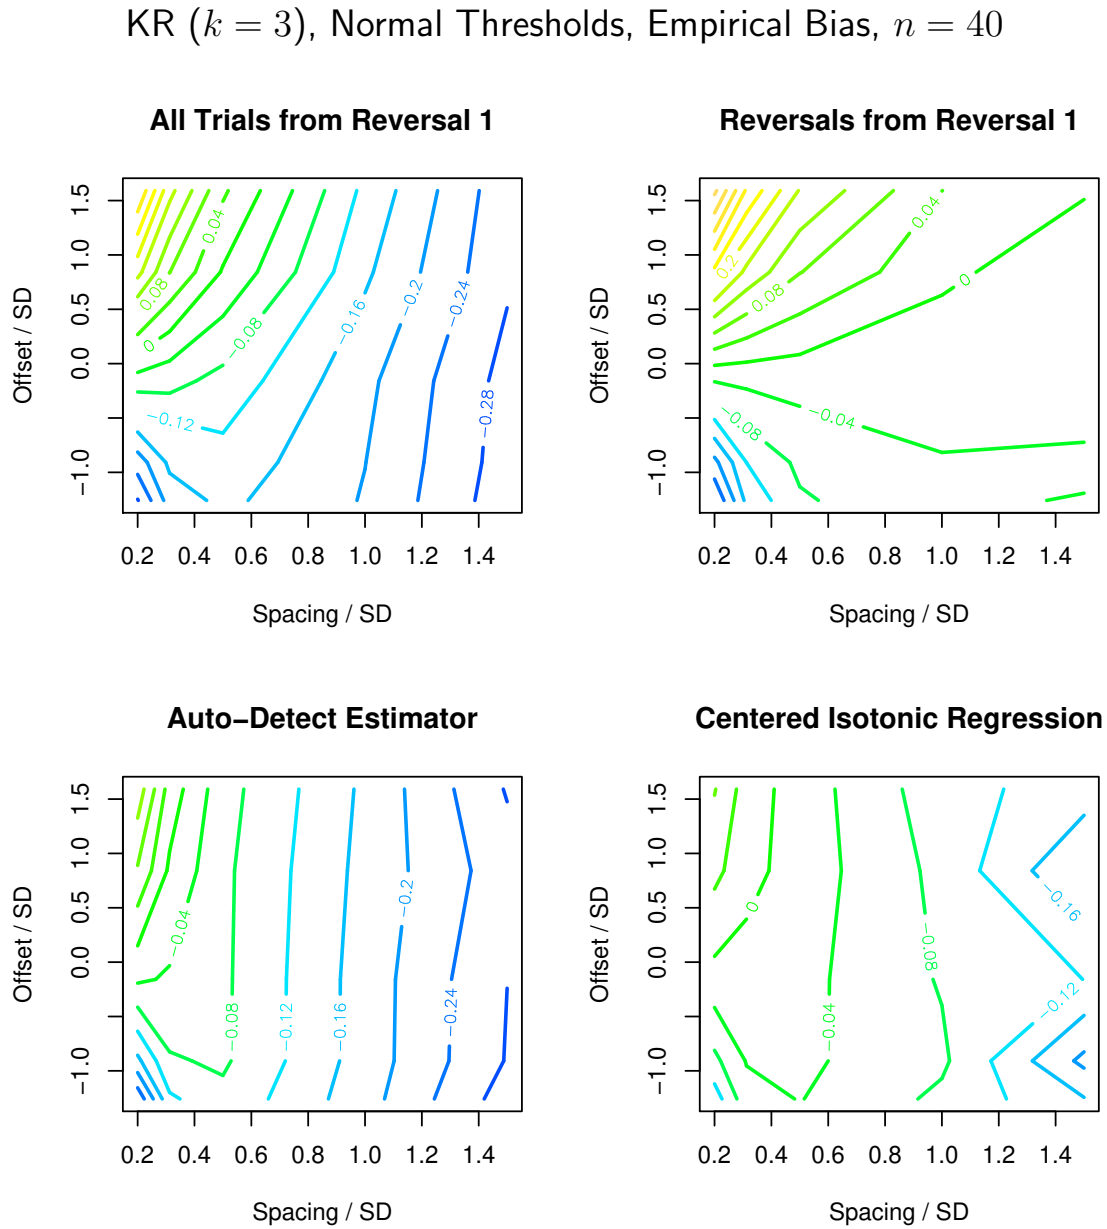 KR (k = 3), Normal Thresholds, Empirical Bias, n = 40
All Trials from Reversal 1
Offset / SD
1.5
1.0
0.5
0.0
−1.0
0.04
0.08
0
−0.08
−0.12
−0.16
−0.2
−0.24
−0.28
0.2 0.4 0.6 0.8 1.0 1.2 1.4
Spacing / SD
Reversals from Reversal 1
Offset / SD
1.5
1.0
0.5
0.0
−1.0
0.2
0.08
0.04
0
−0.04
−0.08
0.2 0.4 0.6 0.8 1.0 1.2 1.4
Spacing / SD
Auto−Detect Estimator
Offset / SD
1.5
1.0
0.5
0.0
−1.0
−0.04
−0.08
−0.12
−0.16
−0.2
−0.24
0.2 0.4 0.6 0.8 1.0 1.2 1.4
Spacing / SD
Centered Isotonic Regression
Offset / SD
1.5
1.0
0.5
0.0
−1.0
0
−0.04
−0.08
−0.16
−0.12
0.2 0.4 0.6 0.8 1.0 1.2 1.4
Spacing / SD